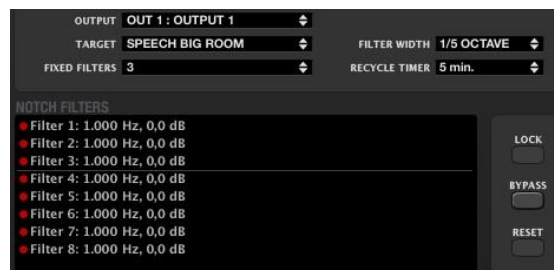 OUTPUT OUT 1 : OUTPUT 1
TARGET SPEECH BIG ROOM FILTER WIDTH 1/5 OCTAVE
FIXED FILTERS 3 RECYCLE TIMER 5 min.
NOTCH FILTERS
Filter 1: 1.000 Hz, 0,0 dB
Filter 2: 1.000 Hz, 0,0 dB
Filter 3: 1.000 Hz, 0,0 dB
Filter 4: 1.000 Hz, 0,0 dB
Filter 5: 1.000 Hz, 0,0 dB
Filter 6: 1.000 Hz, 0,0 dB
Filter 7: 1.000 Hz, 0,0 dB
Filter 8: 1.000 Hz, 0,0 dB
LOCK
BYPASS
RESET